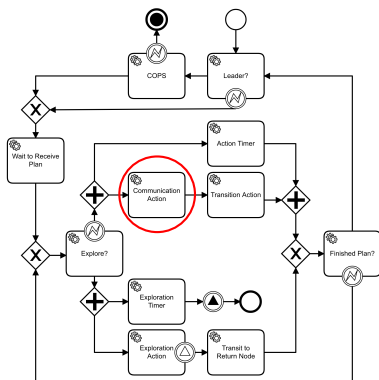 COPS
Leader?
Wait to Receive
Plan
Action Timer
Communication
Action
Transition Action
Explore?
Finished Plan?
Exploration
Timer
Exploration
Action
Transit to
Return Node